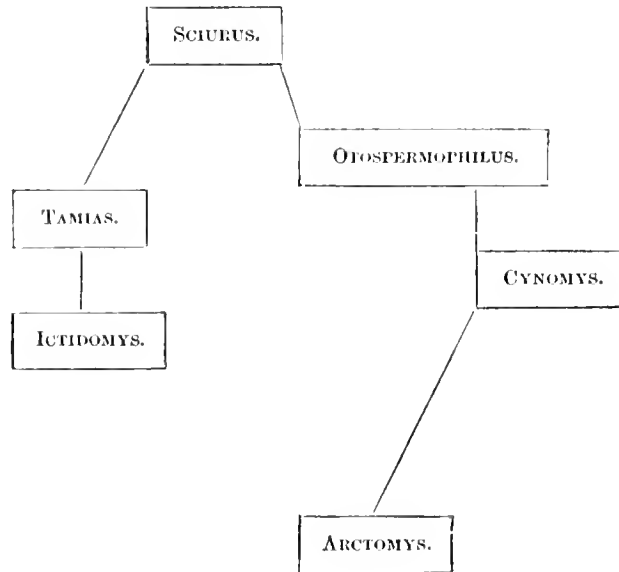 SCIURUS.
OTOSPERMOPHILUS.
TAMIAS.
CYNOMYS.
ICTIDOMYS.
ARCTOMYS.